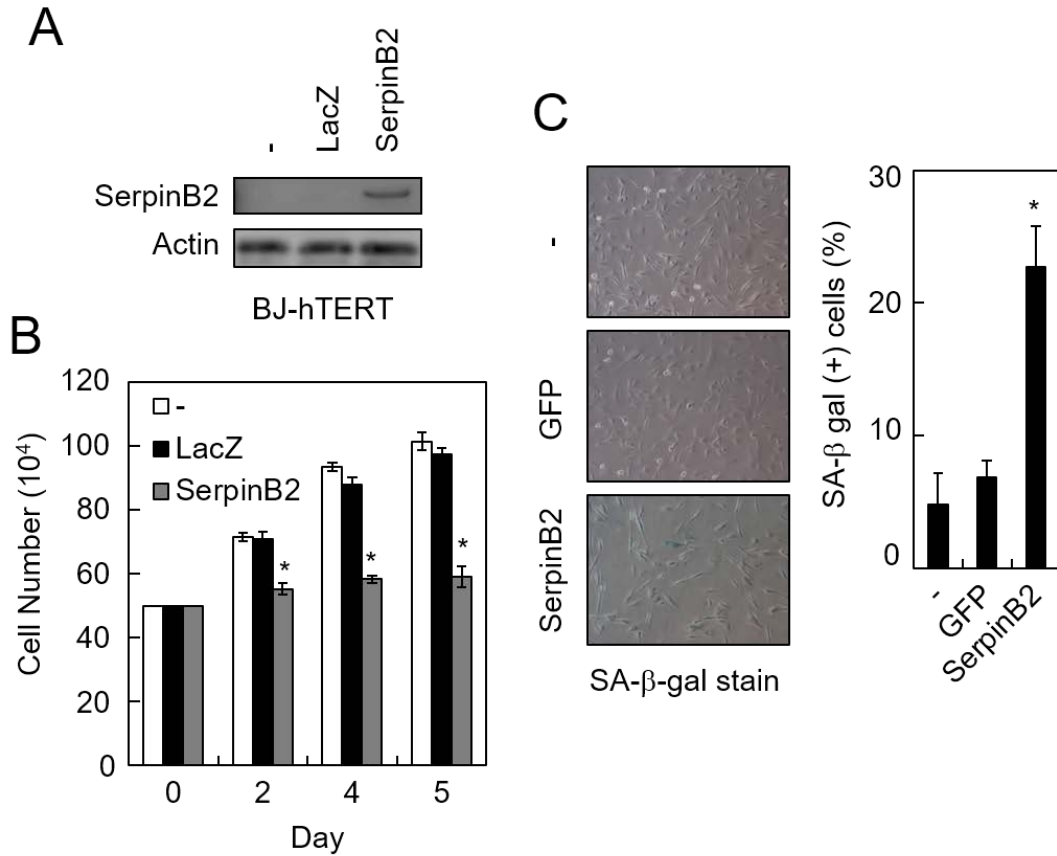 A
-
LacZ
SerpinB2
SerpinB2
Actin
BJ-hTERT
B
120
100
80
60
40
20
0
Cell Number (10⁴)
-
LacZ
SerpinB2
*
*
*
0 2 4 5
Day
C
-
GFP
SerpinB2
SA-β-gal stain
SA-β gal (+) cells (%)
30
20
10
0
*
-
GFP
SerpinB2